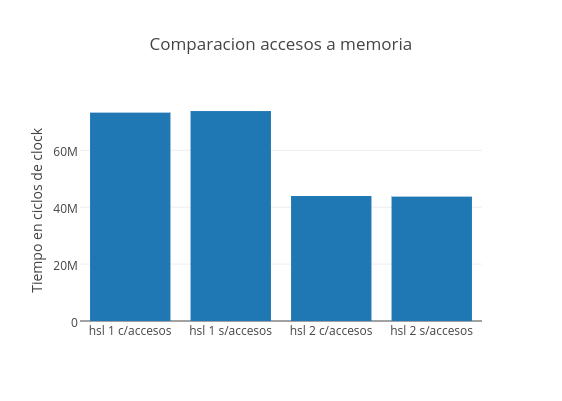 Comparacion accesos a memoria
Tiempo en ciclos de clock
60M
40M
20M
0
hsl 1 c/accesos
hsl 1 s/accesos
hsl 2 c/accesos
hsl 2 s/accesos